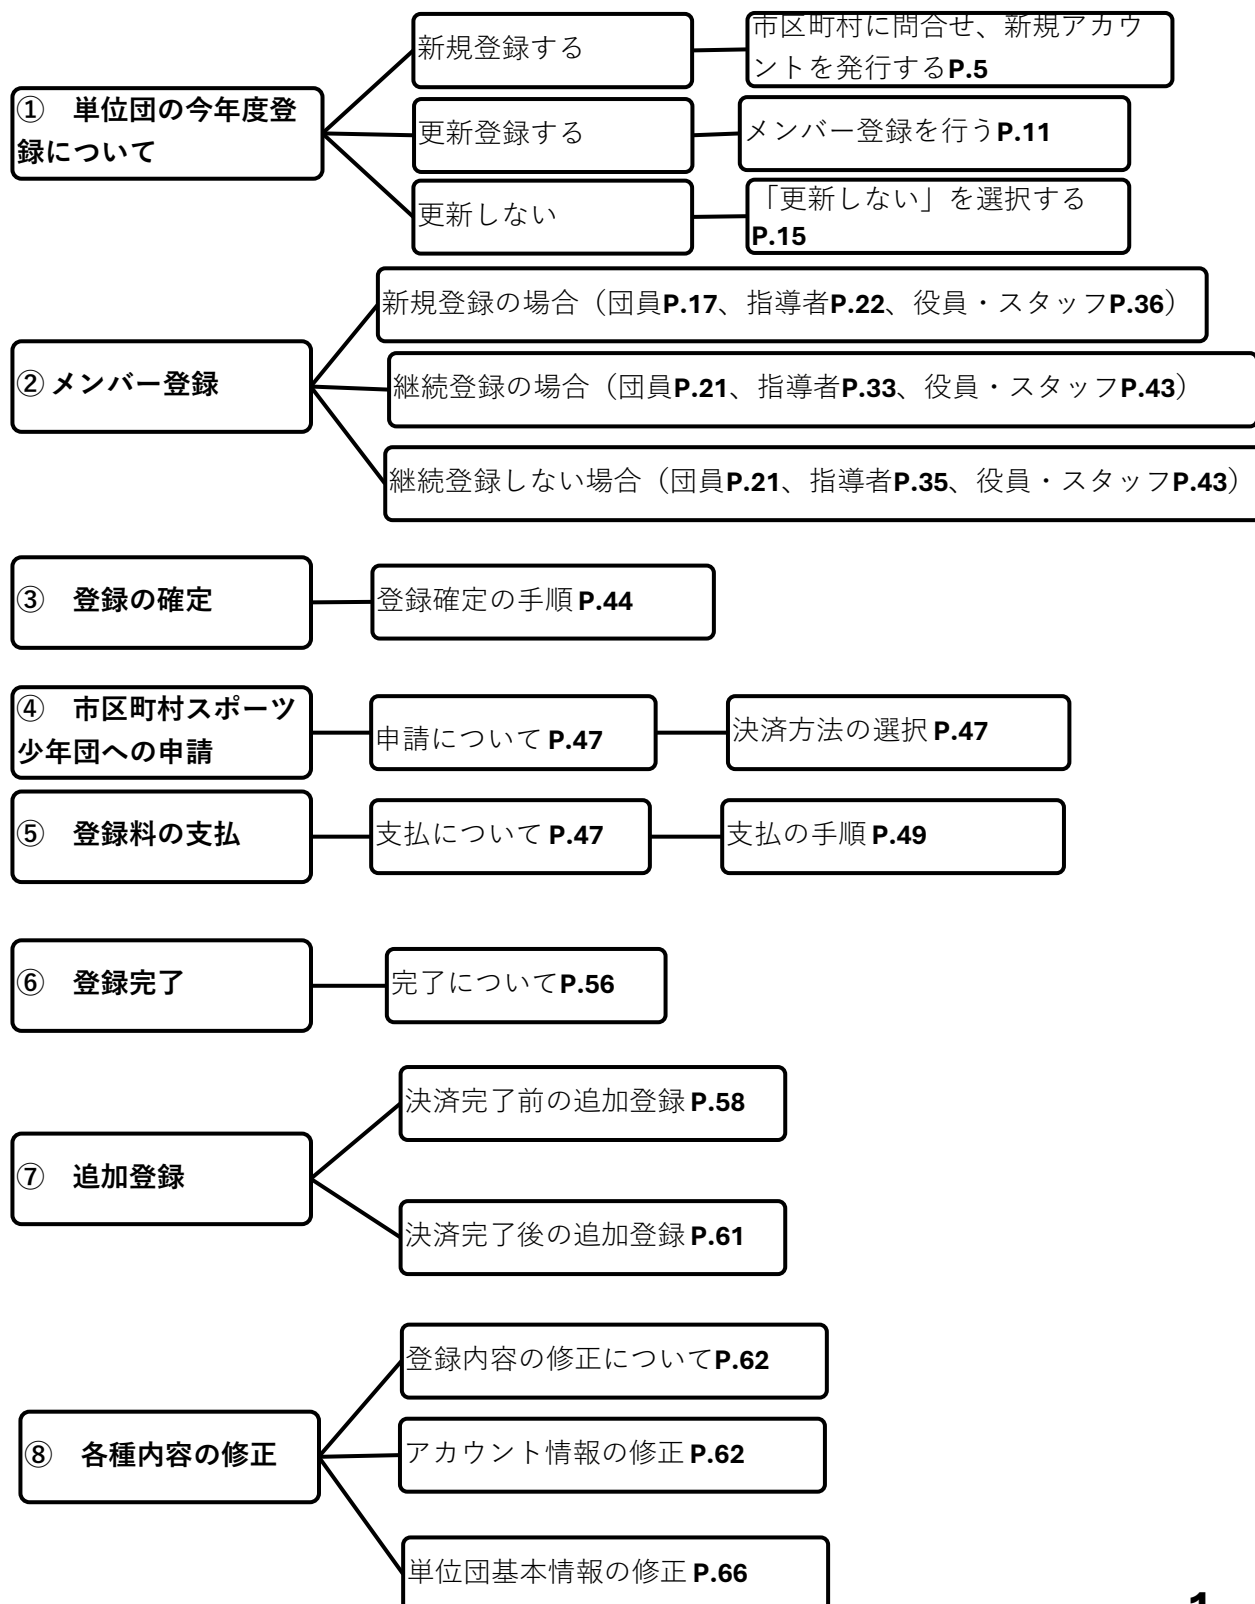 新規登録する
市区町村に問合せ、新規アカウ
ントを発行するP.5
① 単位団の今年度登
録について
更新登録する
メンバー登録を行うP.11
更新しない
「更新しない」を選択する
P.15
新規登録の場合（団員P.17、指導者P.22、役員・スタッフP.36）
② メンバー登録
継続登録の場合（団員P.21、指導者P.33、役員・スタッフP.43）
継続登録しない場合（団員P.21、指導者P.35、役員・スタッフP.43）
③ 登録の確定
登録確定の手順 P.44
④ 市区町村スポーツ
少年団への申請
申請について P.47
決済方法の選択 P.47
⑤ 登録料の支払
支払について P.47
支払の手順 P.49
⑥ 登録完了
完了についてP.56
決済完了前の追加登録 P.58
⑦ 追加登録
決済完了後の追加登録 P.61
登録内容の修正についてP.62
⑧ 各種内容の修正
アカウント情報の修正 P.62
単位団基本情報の修正 P.66
1